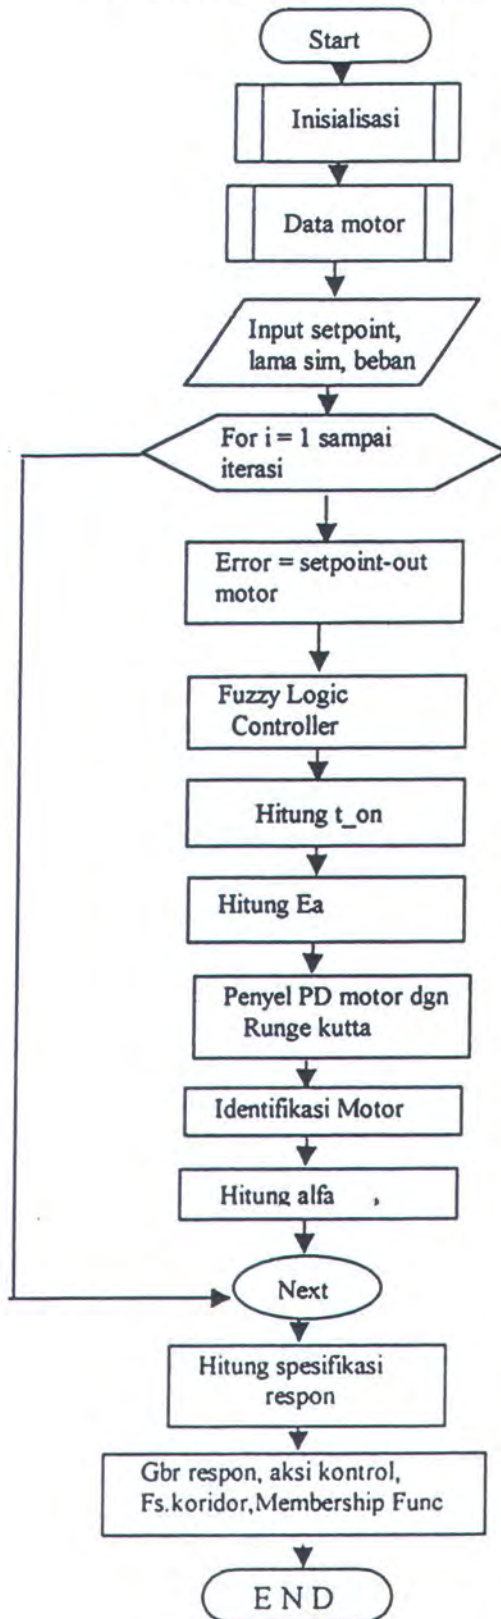 Start
Inisialisasi
Data motor
Input setpoint,
lama sim, beban
For i = 1 sampai
iterasi
Error = setpoint-out
motor
Fuzzy Logic
Controller
Hitung t_on
Hitung Ea
Penyel PD motor dgn
Runge kutta
Identifikasi Motor
Hitung alfa ,
Next
Hitung spesifikasi
respon
Gbr respon, aksi kontrol,
Fs.koridor,Membership Func
E N D